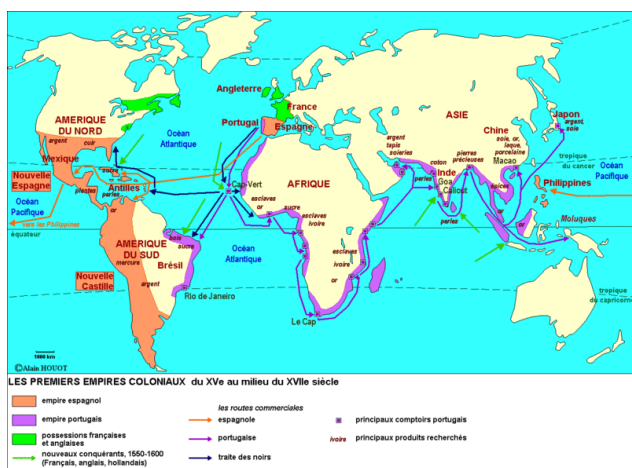 Angleterre
France
Portugal
Espagne
AMERIQUE
DU NORD
argent
cuir
Mexique
Océan
Atlantique
Nouvelle
Espagne
sucre
Antilles
plantes
or
Océan
Pacifique
vers les Philippines
équateur
or
AMERIQUE
DU SUD
mercure
argent
bois
sucre
Brésil
Rio de Janeiro
Nouvelle
Castille
Cap-Vert
AFRIQUE
esclaves
or
sucre
esclaves
ivoire
Océan
Atlantique
esclaves
ivoire
or
Le Cap
ASIE
argent
tapis
soieries
perles
coton
Inde
Goa
Calicut
perles
pierres
précieuses
Chine
soie, or,
laque,
porcelaine
Macao
épices
or
Japon
argent,
soie
tropique
du cancer
Océan
Pacifique
Philippines
Moluques
tropique
du capricorne
1000 km
©Alain HOUOT
LES PREMIERS EMPIRES COLONIAUX du XVe au milieu du XVIIe siécle
empire espagnol
empire portugais
possessions françaises
et anglaises
nouveaux conquérants, 1550-1600
(Français, anglais, hollandais)
les routes commerciales
espagnole
portugaise
traite des noirs
principaux comptoirs portugais
ivoire
principaux produits recherchés